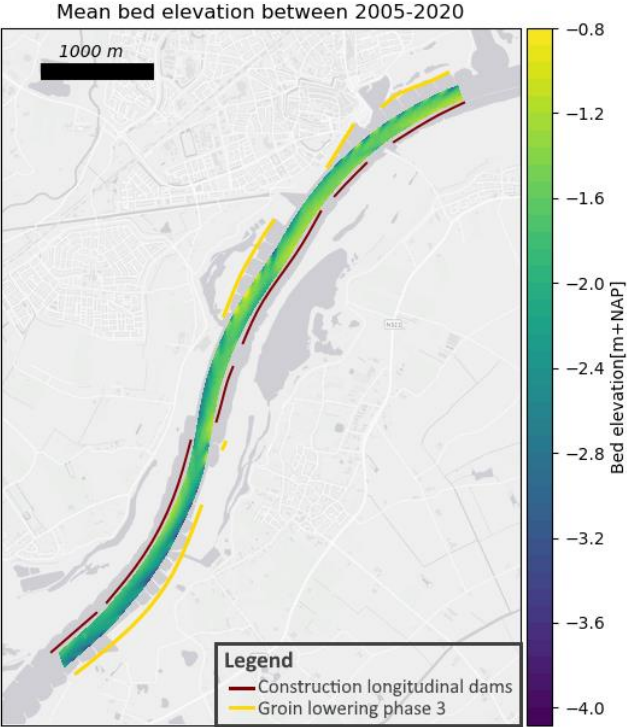 Mean bed elevation between 2005-2020
1000 m
−0.8
−1.2
−1.6
−2.0
−2.4
−2.8
−3.2
−3.6
−4.0
Bed elevation[m+NAP]
Legend
Construction longitudinal dams
Groin lowering phase 3